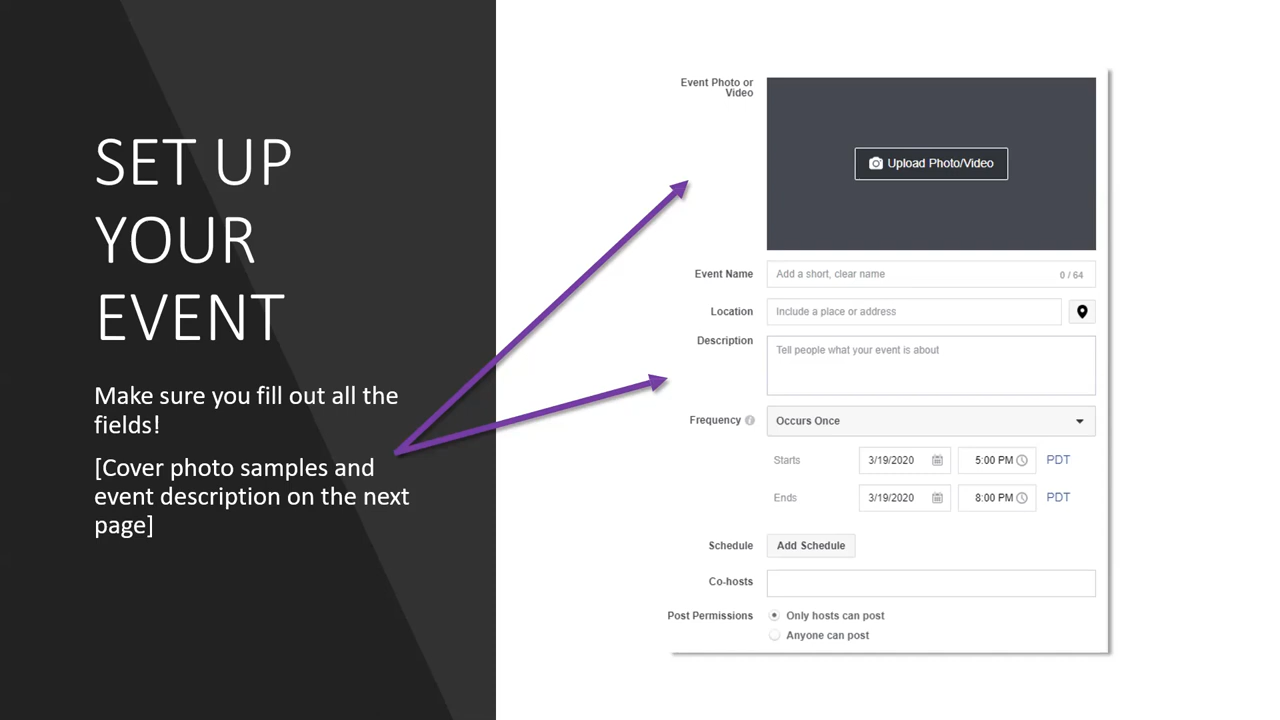 SET UP
YOUR
EVENT
Make sure you fill out all the
fields!
[Cover photo samples and
event description on the next
page]
Event Photo or
Video
Upload Photo/Video
Event Name
Add a short, clear name
0 / 64
Location
Include a place or address
Description
Tell people what your event is about
Frequency
Occurs Once
Starts
3/19/2020
5:00 PM
PDT
Ends
3/19/2020
8:00 PM
PDT
Schedule
Add Schedule
Co-hosts
Post Permissions
Only hosts can post
Anyone can post